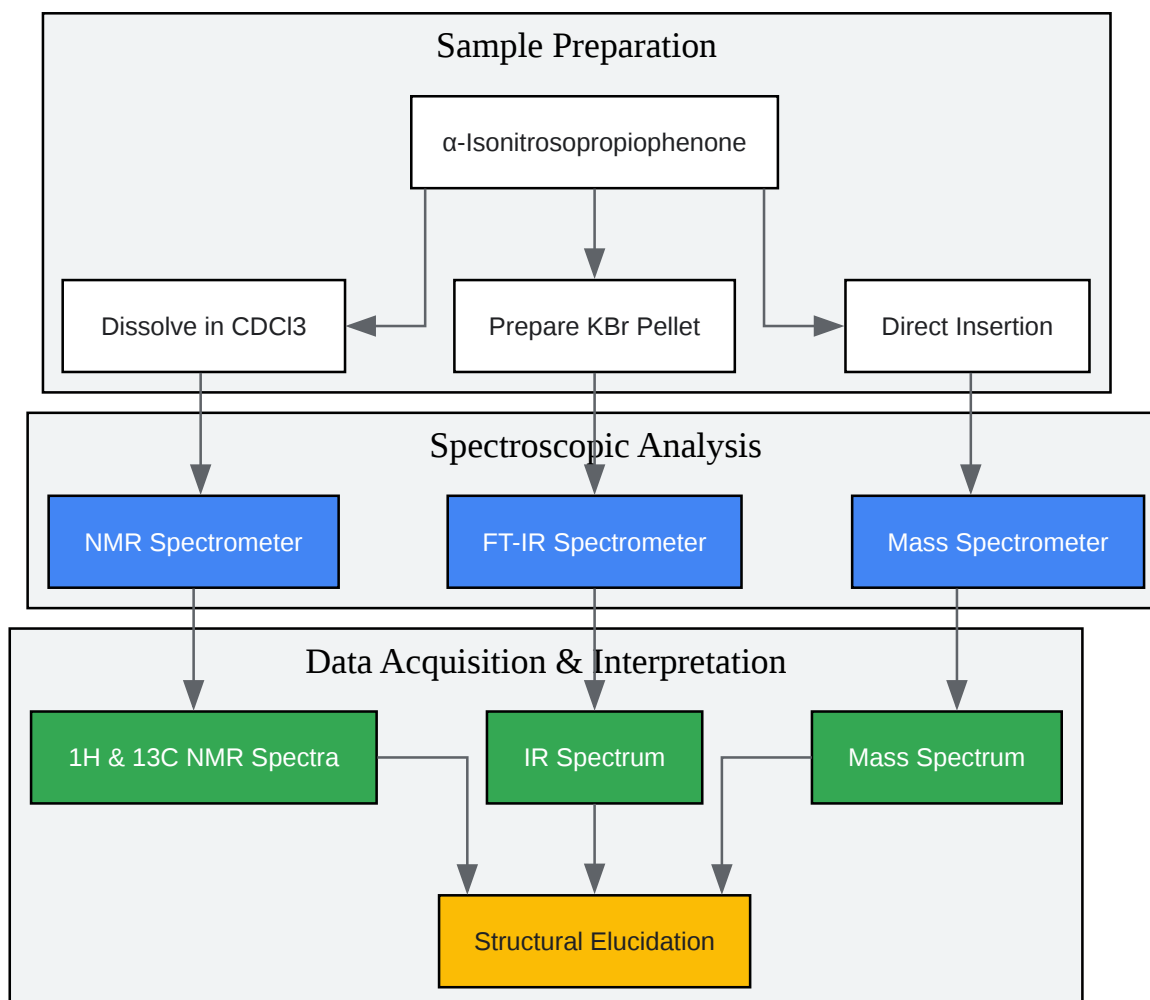 Sample Preparation
α-Isonitrosopropiophenone
Dissolve in CDCl3
Prepare KBr Pellet
Direct Insertion
Spectroscopic Analysis
NMR Spectrometer
FT-IR Spectrometer
Mass Spectrometer
Data Acquisition & Interpretation
1H & 13C NMR Spectra
IR Spectrum
Mass Spectrum
Structural Elucidation